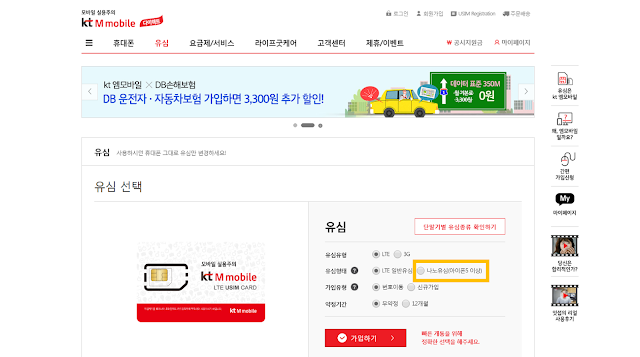 모바일 실용주의
kt M mobile 다이렉트
로그인 회원가입 USIM Registration 주문배송
휴대폰 유심 요금제/서비스 라이프굿케어 고객센터 제휴/이벤트 공시지원금 마이페이지
kt 엠모바일 × DB손해보험
DB 운전자·자동차보험 가입하면 3,300원 추가 할인!
데이터 표준 350M
월 기본료
3,300원 0원
유심은
kt 엠모바일
왜, 엠모바일
일까요?
간편
가입신청
My
마이페이지
당신은
합리적인가?
멋쌤의 리얼
사용후기
유심 사용하시던 휴대폰 그대로 유심만 변경하세요!
유심 선택
모바일 실용주의
kt M mobile
LTE USIM CARD
kt M mobile
유심
단말기별 유심종류 확인하기
유심유형 LTE 3G
유심형태 ? LTE 일반유심 나노유심(아이폰5 이상)
가입유형 ? 번호이동 신규가입
약정기간 무약정 12개월
가입하기
빠른 개통을 위해
정확한 선택을 해주세요.